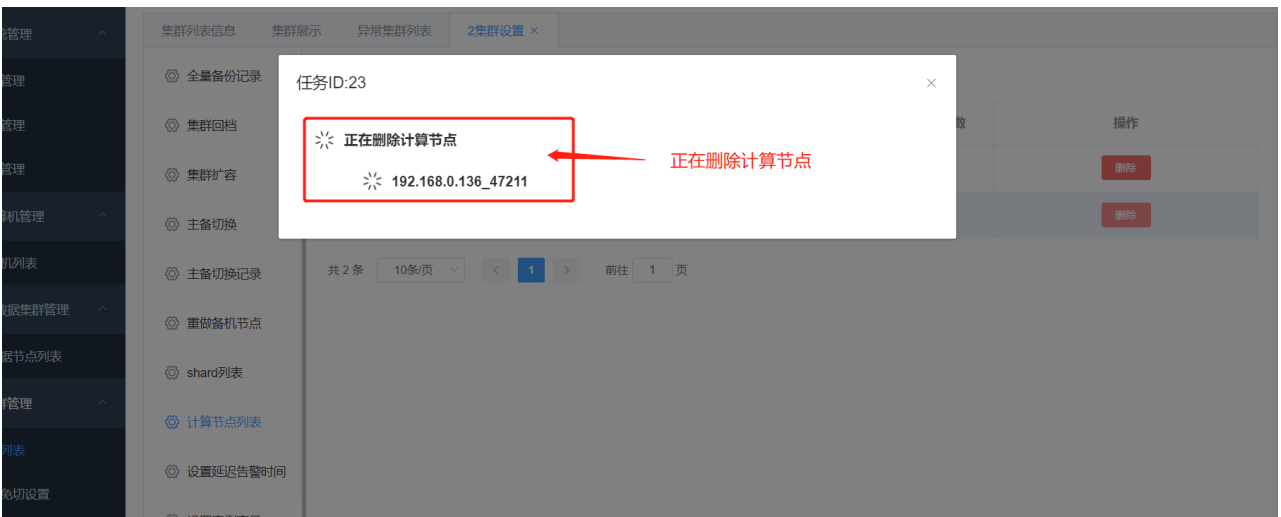 管理
集群列表信息
集群展示
异常集群列表
2集群设置 ×
管理
管理
管理
机管理
机列表
数据集群管理
据节点列表
管理
列表
免切设置
全量备份记录
集群回档
集群扩容
主备切换
主备切换记录
重做备机节点
shard列表
计算节点列表
设置延迟告警时间
任务ID:23
正在删除计算节点
192.168.0.136_47211
正在删除计算节点
数
操作
删除
删除
共 2 条
10条/页
1
前往 1 页